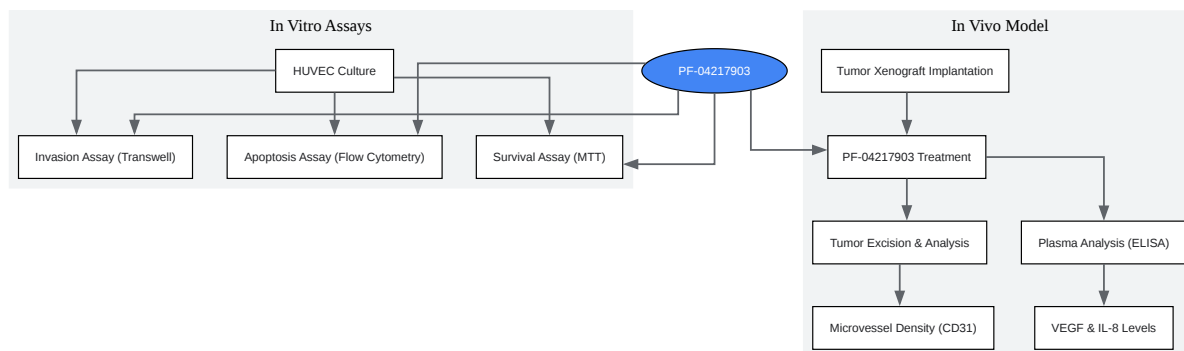 In Vitro Assays
HUVEC Culture
Invasion Assay (Transwell)
Apoptosis Assay (Flow Cytometry)
Survival Assay (MTT)
PF-04217903
In Vivo Model
Tumor Xenograft Implantation
PF-04217903 Treatment
Tumor Excision & Analysis
Plasma Analysis (ELISA)
Microvessel Density (CD31)
VEGF & IL-8 Levels